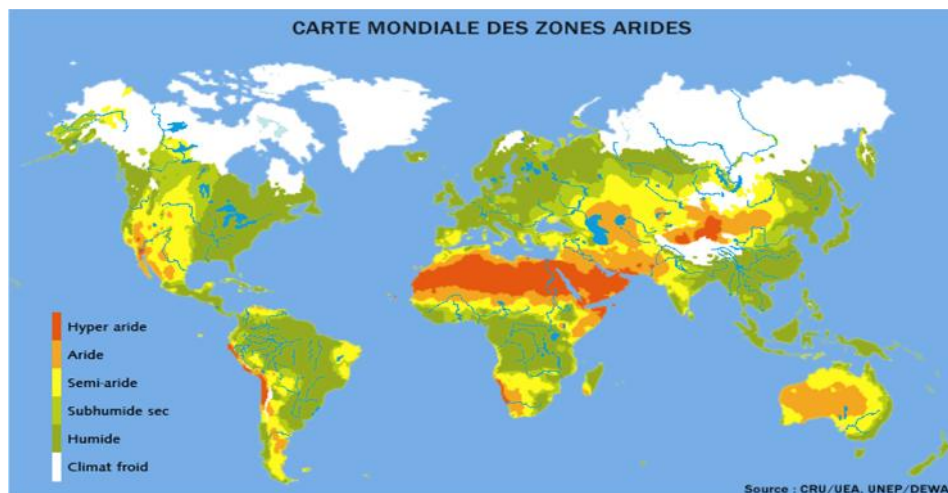 CARTE MONDIALE DES ZONES ARIDES
Hyper aride
Aride
Semi-aride
Subhumide sec
Humide
Climat froid
Source : CRU/UEA, UNEP/DEWA